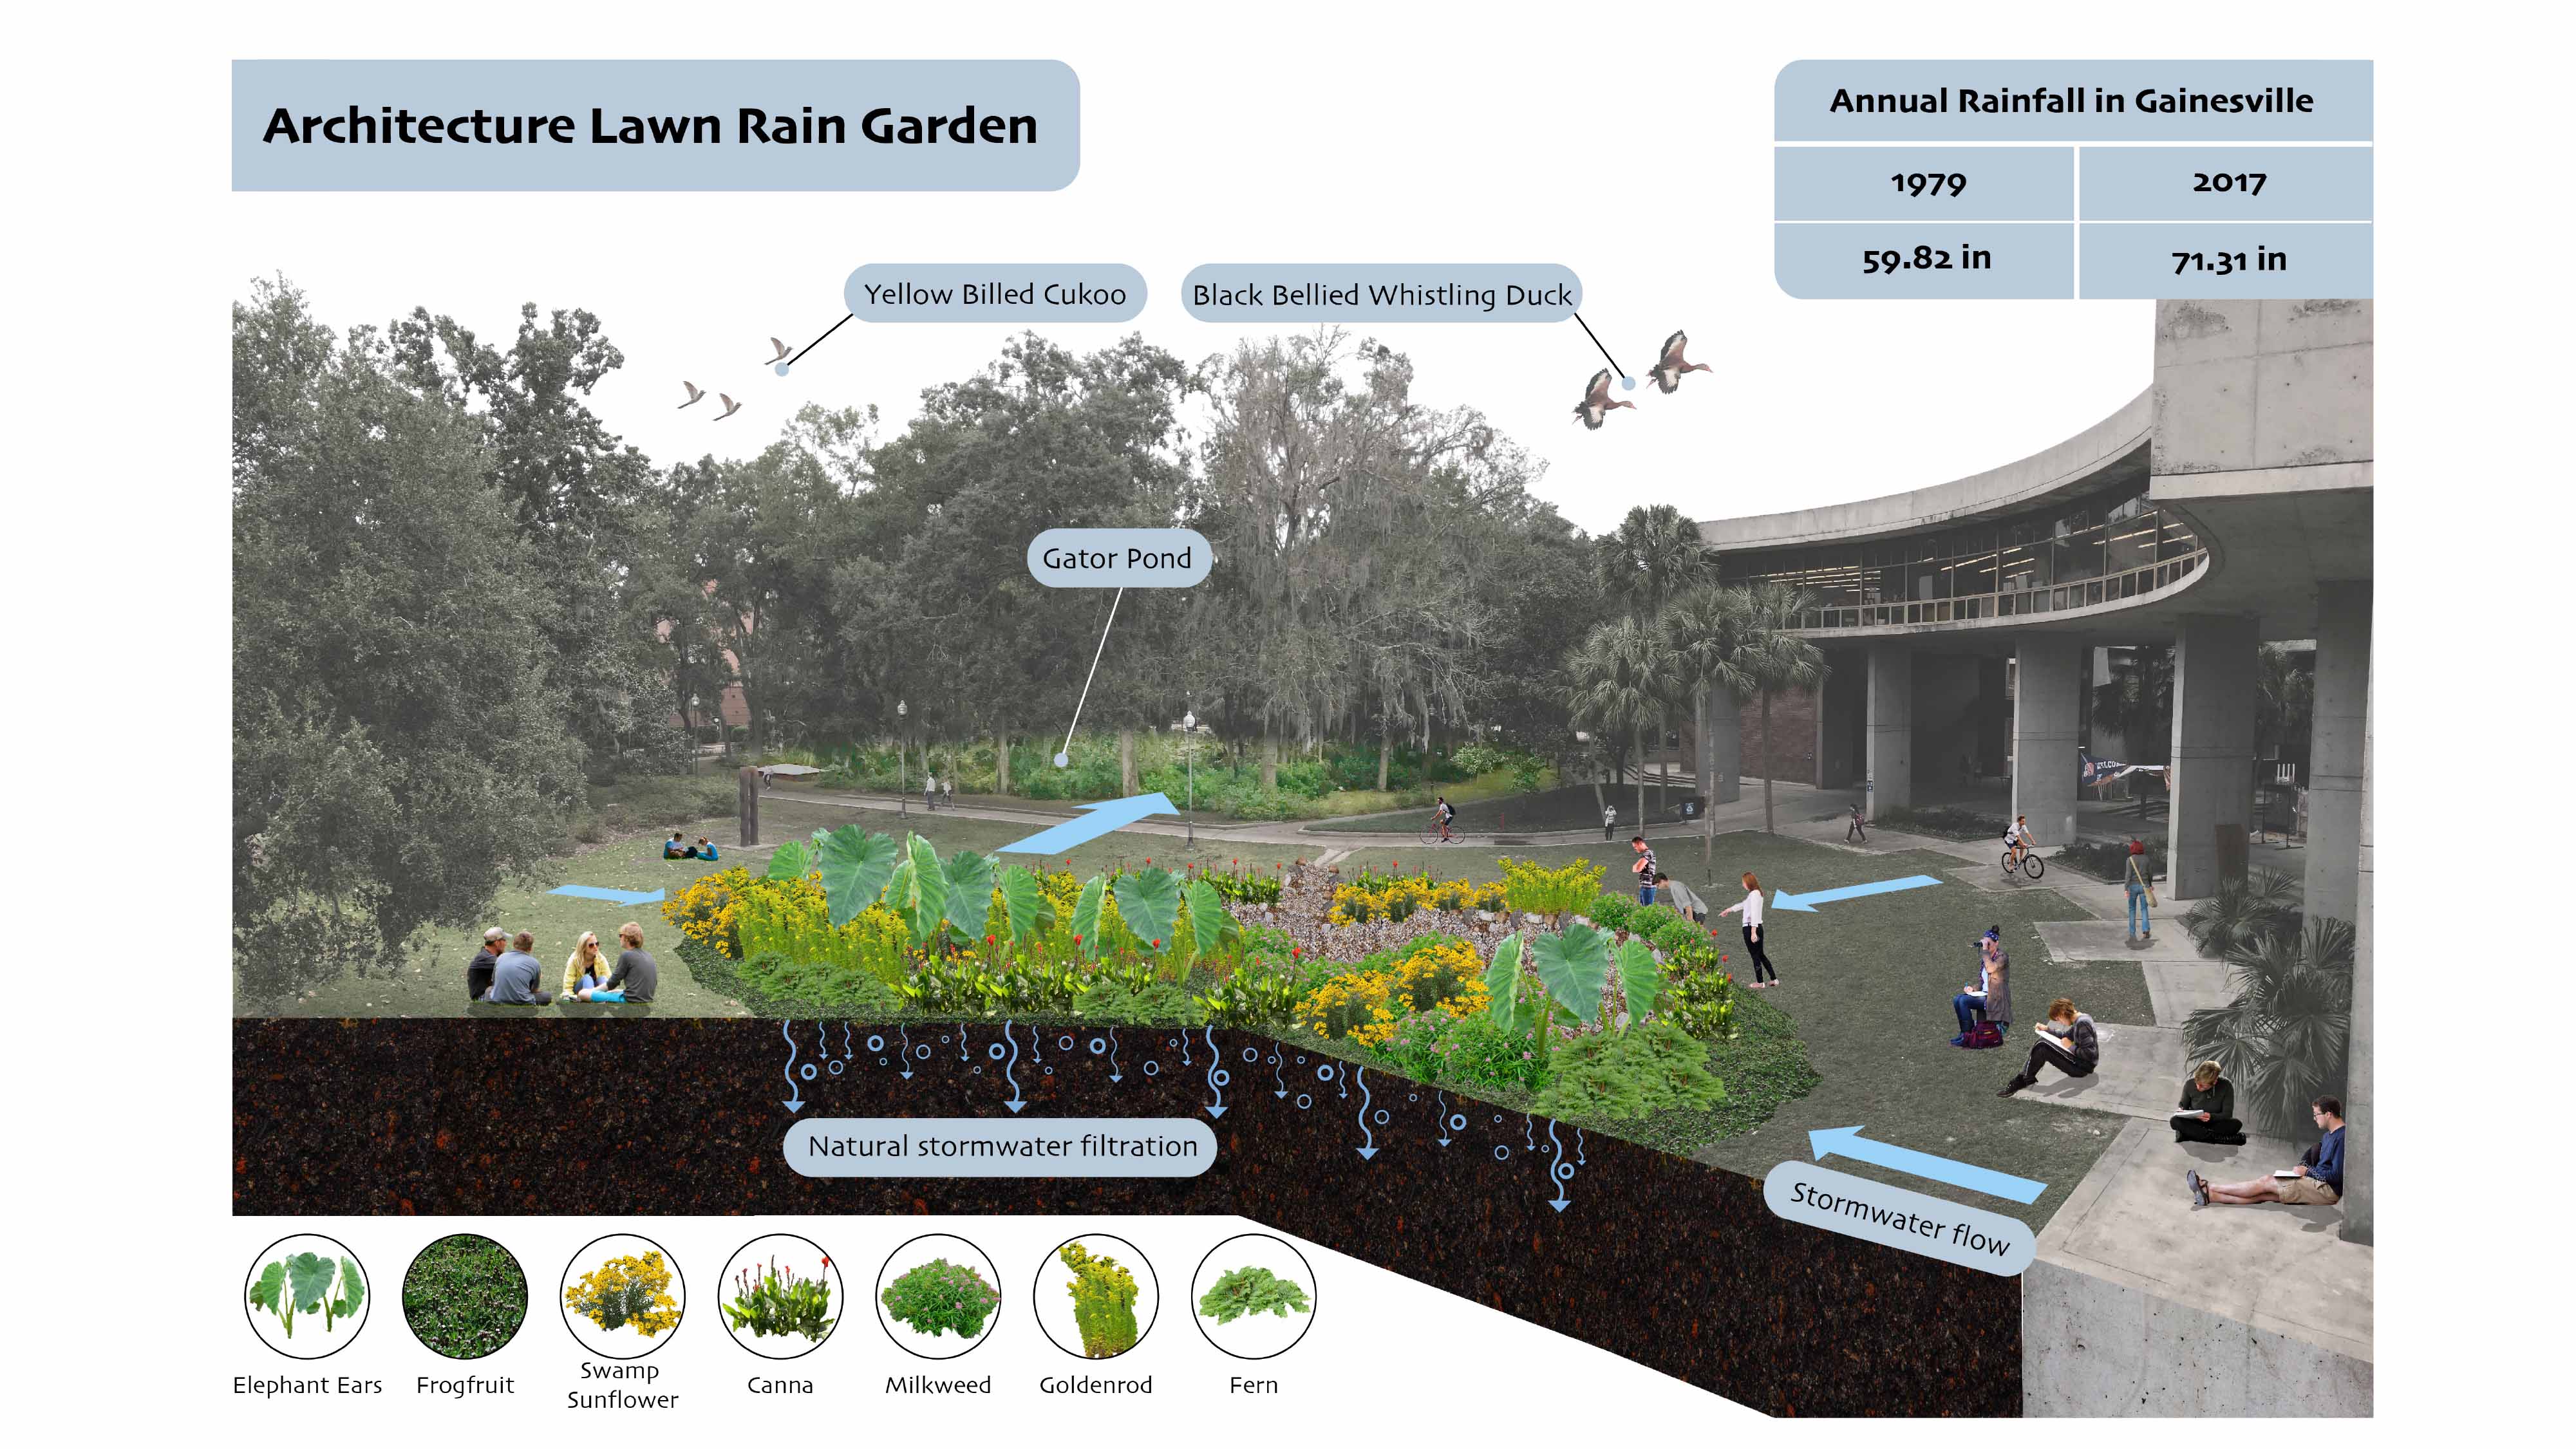 Architecture Lawn Rain Garden
Annual Rainfall in Gainesville
1979
2017
59.82 in
71.31 in
Yellow Billed Cukoo
Black Bellied Whistling Duck
Gator Pond
Natural stormwater filtration
Stormwater flow
Elephant Ears
Frogfruit
Swamp
Sunflower
Canna
Milkweed
Goldenrod
Fern